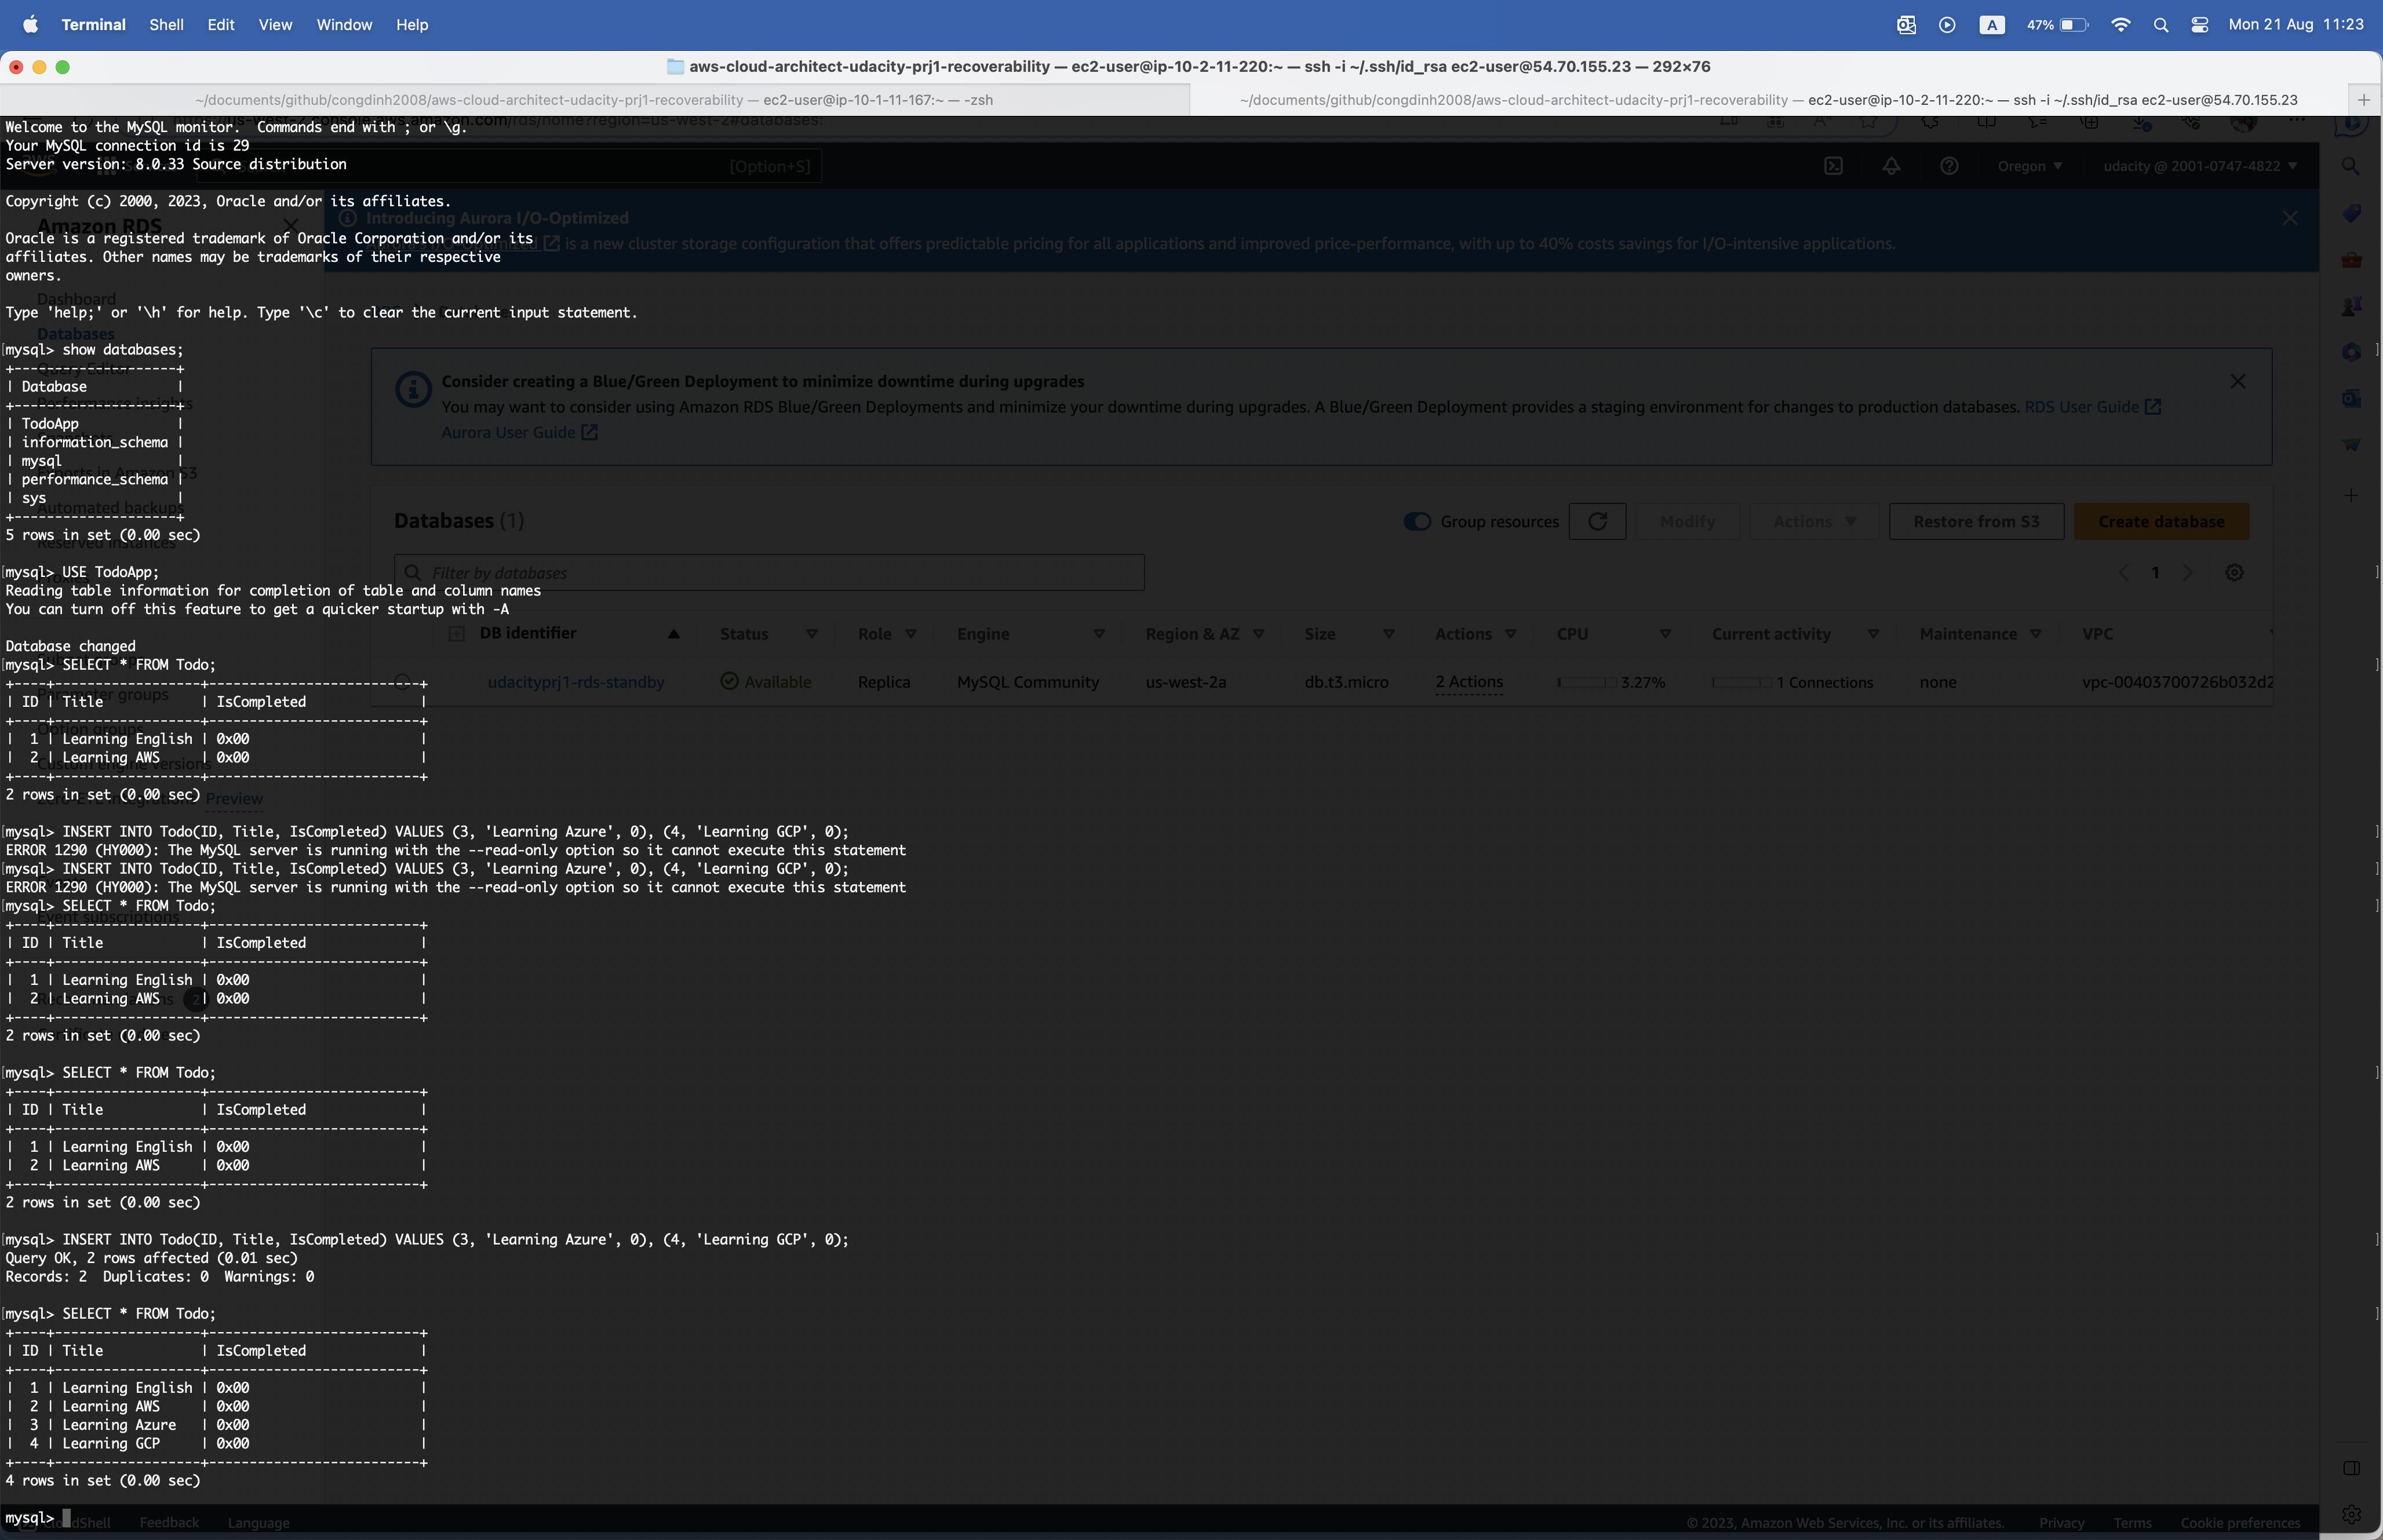 Terminal Shell Edit View Window Help A 47% Mon 21 Aug 11:23
aws-cloud-architect-udacity-prj1-recoverability — ec2-user@ip-10-2-11-220:~ — ssh -i ~/.ssh/id_rsa ec2-user@54.70.155.23 — 292×76
~/documents/github/congdinh2008/aws-cloud-architect-udacity-prj1-recoverability — ec2-user@ip-10-1-11-167:~ — -zsh
~/documents/github/congdinh2008/aws-cloud-architect-udacity-prj1-recoverability — ec2-user@ip-10-2-11-220:~ — ssh -i ~/.ssh/id_rsa ec2-user@54.70.155.23
Welcome to the MySQL monitor.  Commands end with ; or \g.
Your MySQL connection id is 29
Server version: 8.0.33 Source distribution
[Option+S] Oregon udacity @ 2001-0747-4822
Copyright (c) 2000, 2023, Oracle and/or its affiliates.
Amazon RDS
Introducing Aurora I/O-Optimized
Oracle is a registered trademark of Oracle Corporation and/or its
is a new cluster storage configuration that offers predictable pricing for all applications and improved price-performance, with up to 40% costs savings for I/O-intensive applications.
affiliates. Other names may be trademarks of their respective
owners.
Dashboard
Type 'help;' or '\h' for help. Type '\c' to clear the current input statement.
Databases
mysql> show databases;
+--------------------+
| Database           |
+--------------------+
| TodoApp            |
| information_schema |
| mysql              |
| performance_schema |
| sys                |
+--------------------+
5 rows in set (0.00 sec)
Consider creating a Blue/Green Deployment to minimize downtime during upgrades
You may want to consider using Amazon RDS Blue/Green Deployments and minimize your downtime during upgrades. A Blue/Green Deployment provides a staging environment for changes to production databases. RDS User Guide
Aurora User Guide
Databases (1) Group resources Modify Actions Restore from S3 Create database
Filter by databases 1
mysql> USE TodoApp;
Reading table information for completion of table and column names
You can turn off this feature to get a quicker startup with -A
DB identifier Status Role Engine Region & AZ Size Actions CPU Current activity Maintenance VPC
udacityprj1-rds-standby Available Replica MySQL Community us-west-2a db.t3.micro 2 Actions 3.27% 1 Connections none vpc-00403700726b032d2
Database changed
mysql> SELECT * FROM Todo;
+----+------------------+--------------------------+
| ID | Title            | IsCompleted              |
+----+------------------+--------------------------+
|  1 | Learning English | 0x00                     |
|  2 | Learning AWS     | 0x00                     |
+----+------------------+--------------------------+
2 rows in set (0.00 sec)
Preview
mysql> INSERT INTO Todo(ID, Title, IsCompleted) VALUES (3, 'Learning Azure', 0), (4, 'Learning GCP', 0);
ERROR 1290 (HY000): The MySQL server is running with the --read-only option so it cannot execute this statement
mysql> INSERT INTO Todo(ID, Title, IsCompleted) VALUES (3, 'Learning Azure', 0), (4, 'Learning GCP', 0);
ERROR 1290 (HY000): The MySQL server is running with the --read-only option so it cannot execute this statement
mysql> SELECT * FROM Todo;
Event subscriptions
+----+------------------+--------------------------+
| ID | Title            | IsCompleted              |
+----+------------------+--------------------------+
|  1 | Learning English | 0x00                     |
|  2 | Learning AWS     | 0x00                     |
+----+------------------+--------------------------+
2 rows in set (0.00 sec)
mysql> SELECT * FROM Todo;
+----+------------------+--------------------------+
| ID | Title            | IsCompleted              |
+----+------------------+--------------------------+
|  1 | Learning English | 0x00                     |
|  2 | Learning AWS     | 0x00                     |
+----+------------------+--------------------------+
2 rows in set (0.00 sec)
mysql> INSERT INTO Todo(ID, Title, IsCompleted) VALUES (3, 'Learning Azure', 0), (4, 'Learning GCP', 0);
Query OK, 2 rows affected (0.01 sec)
Records: 2  Duplicates: 0  Warnings: 0
mysql> SELECT * FROM Todo;
+----+------------------+--------------------------+
| ID | Title            | IsCompleted              |
+----+------------------+--------------------------+
|  1 | Learning English | 0x00                     |
|  2 | Learning AWS     | 0x00                     |
|  3 | Learning Azure   | 0x00                     |
|  4 | Learning GCP     | 0x00                     |
+----+------------------+--------------------------+
4 rows in set (0.00 sec)
mysql>
CloudShell Feedback Language © 2023, Amazon Web Services, Inc. or its affiliates. Privacy Terms Cookie preferences